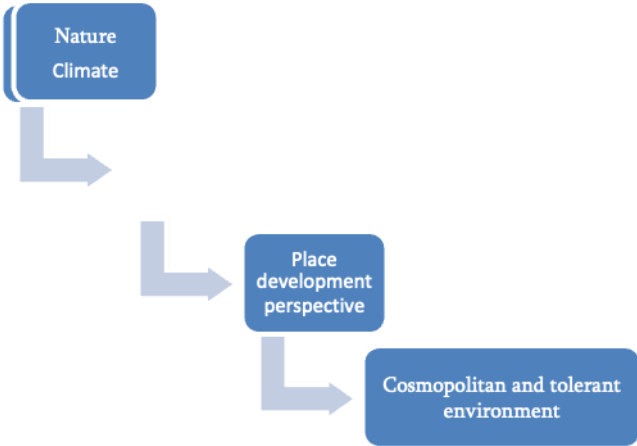 Nature
Climate
Place
development
perspective
Cosmopolitan and tolerant
environment